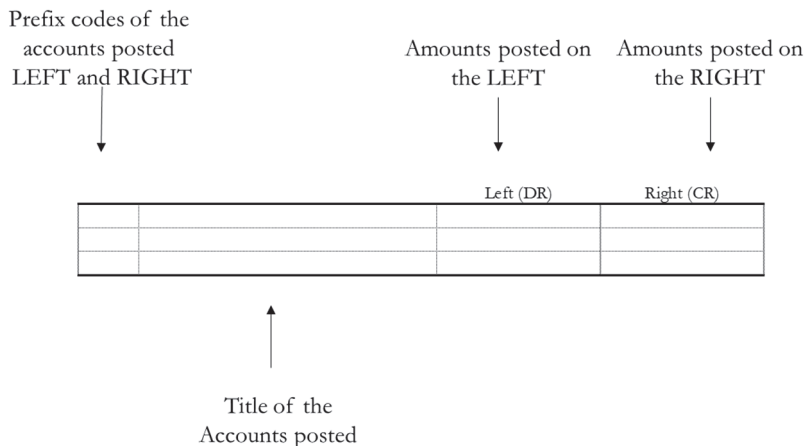 Prefix codes of the
accounts posted
LEFT and RIGHT
Amounts posted on
the LEFT
Amounts posted on
the RIGHT
Left (DR)
Right (CR)
Title of the
Accounts posted